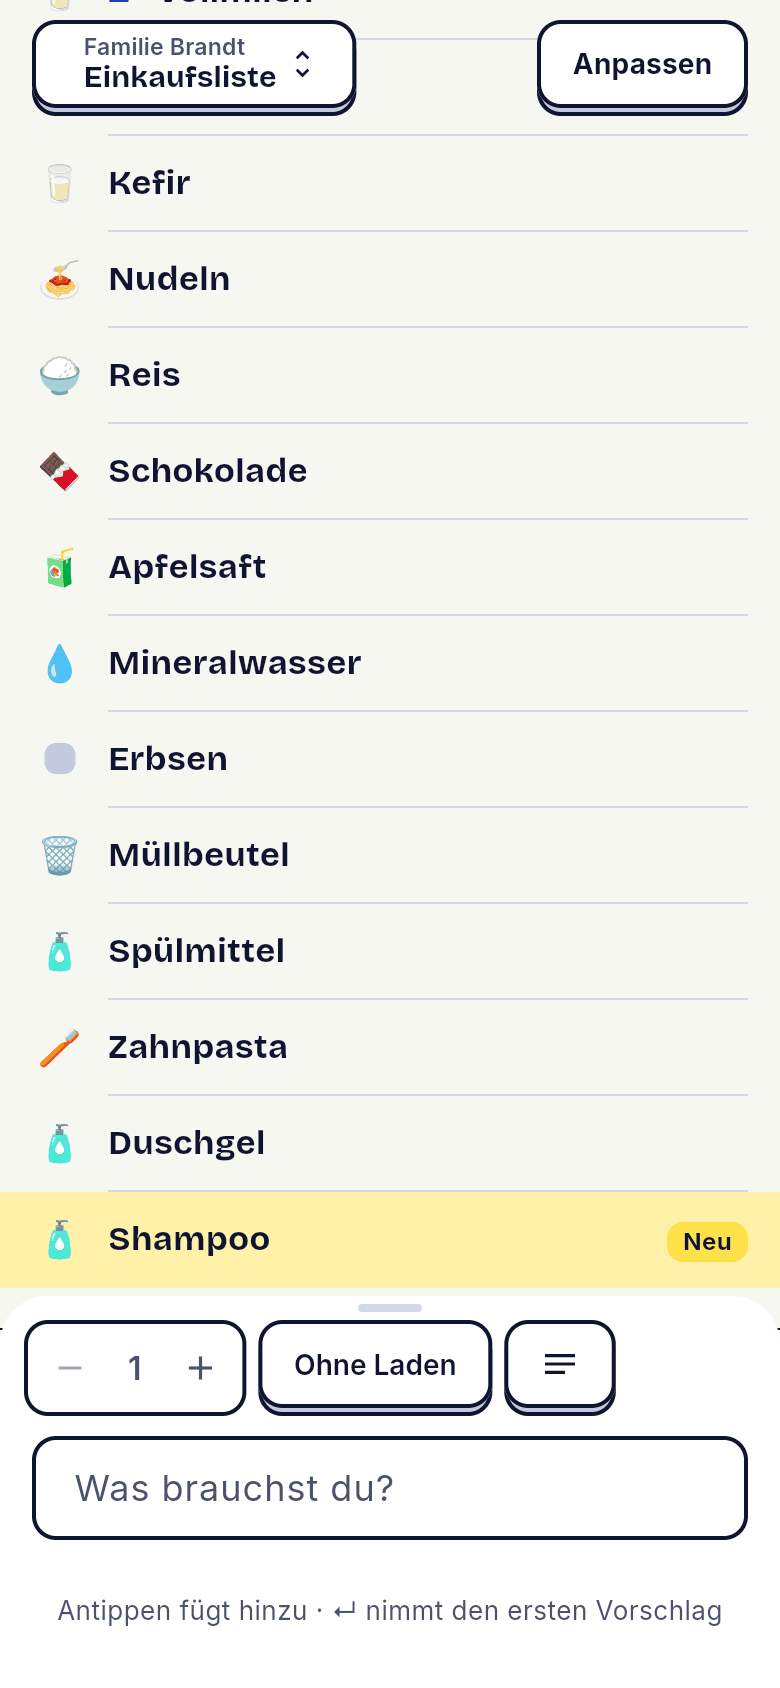 Familie Brandt
Einkaufsliste
Anpassen
Kefir
Nudeln
Reis
Schokolade
Apfelsaft
Mineralwasser
Erbsen
Müllbeutel
Spülmittel
Zahnpasta
Duschgel
Shampoo
Neu
1
Ohne Laden
Was brauchst du?
Antippen fügt hinzu · ↵ nimmt den ersten Vorschlag